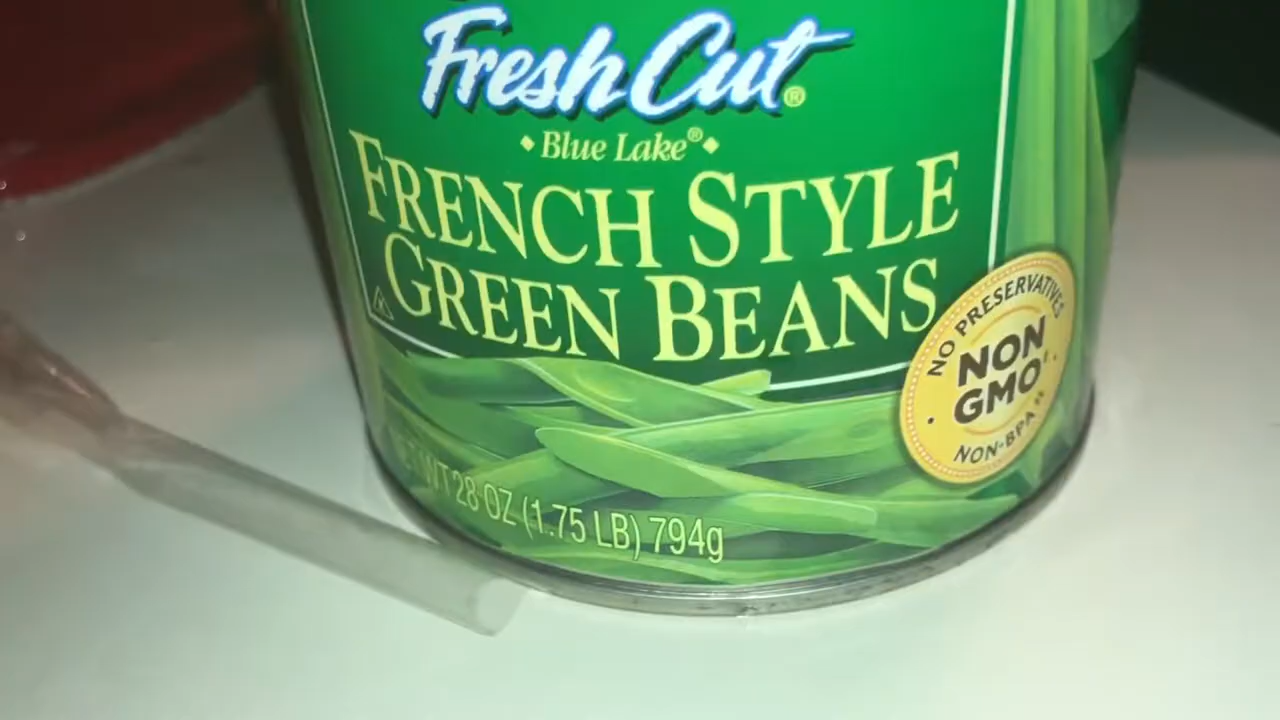 Fresh Cut®
Blue Lake®
FRENCH STYLE
GREEN BEANS
NO PRESERVATIVES
NON
GMO‡
NON-BPA
WT 28 OZ (1.75 LB) 794g